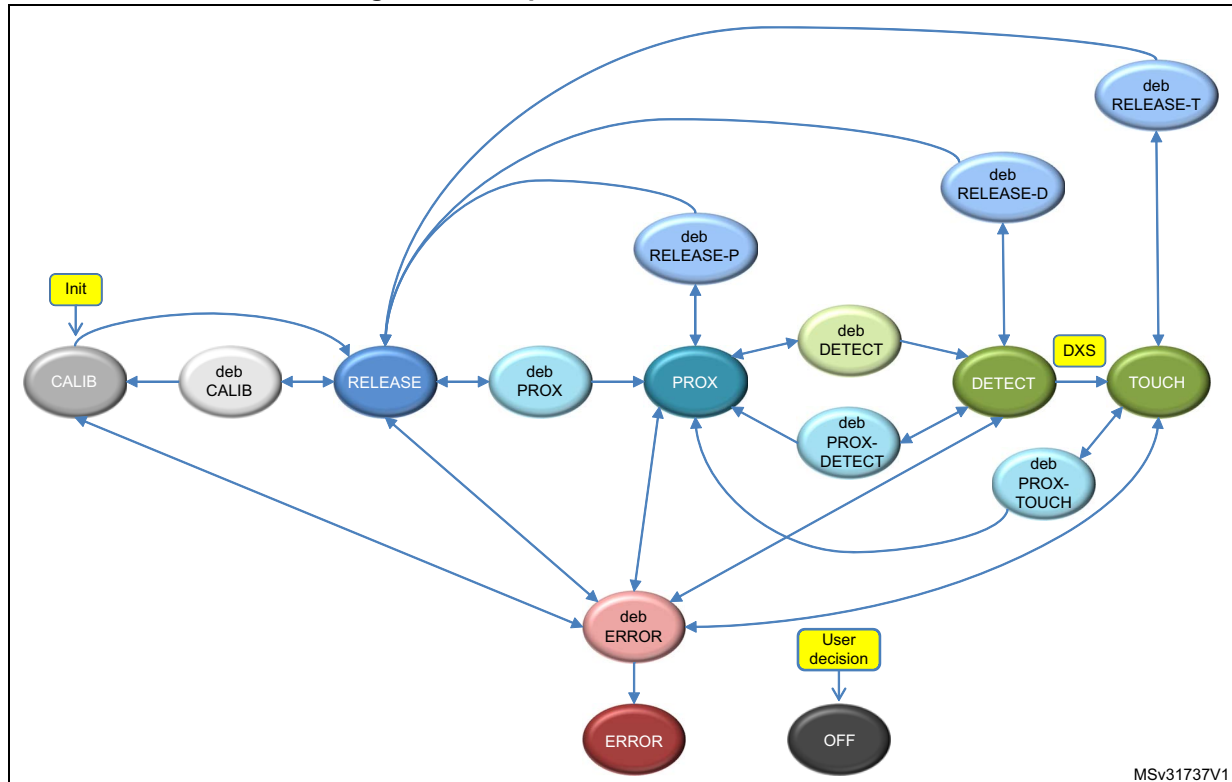 deb
RELEASE-T
deb
RELEASE-D
deb
RELEASE-P
Init
deb
DETECT
DXS
CALIB
deb
CALIB
RELEASE
deb
PROX
PROX
DETECT
TOUCH
deb
PROX-
DETECT
deb
PROX-
TOUCH
deb
ERROR
User
decision
ERROR
OFF
MSv31737V1